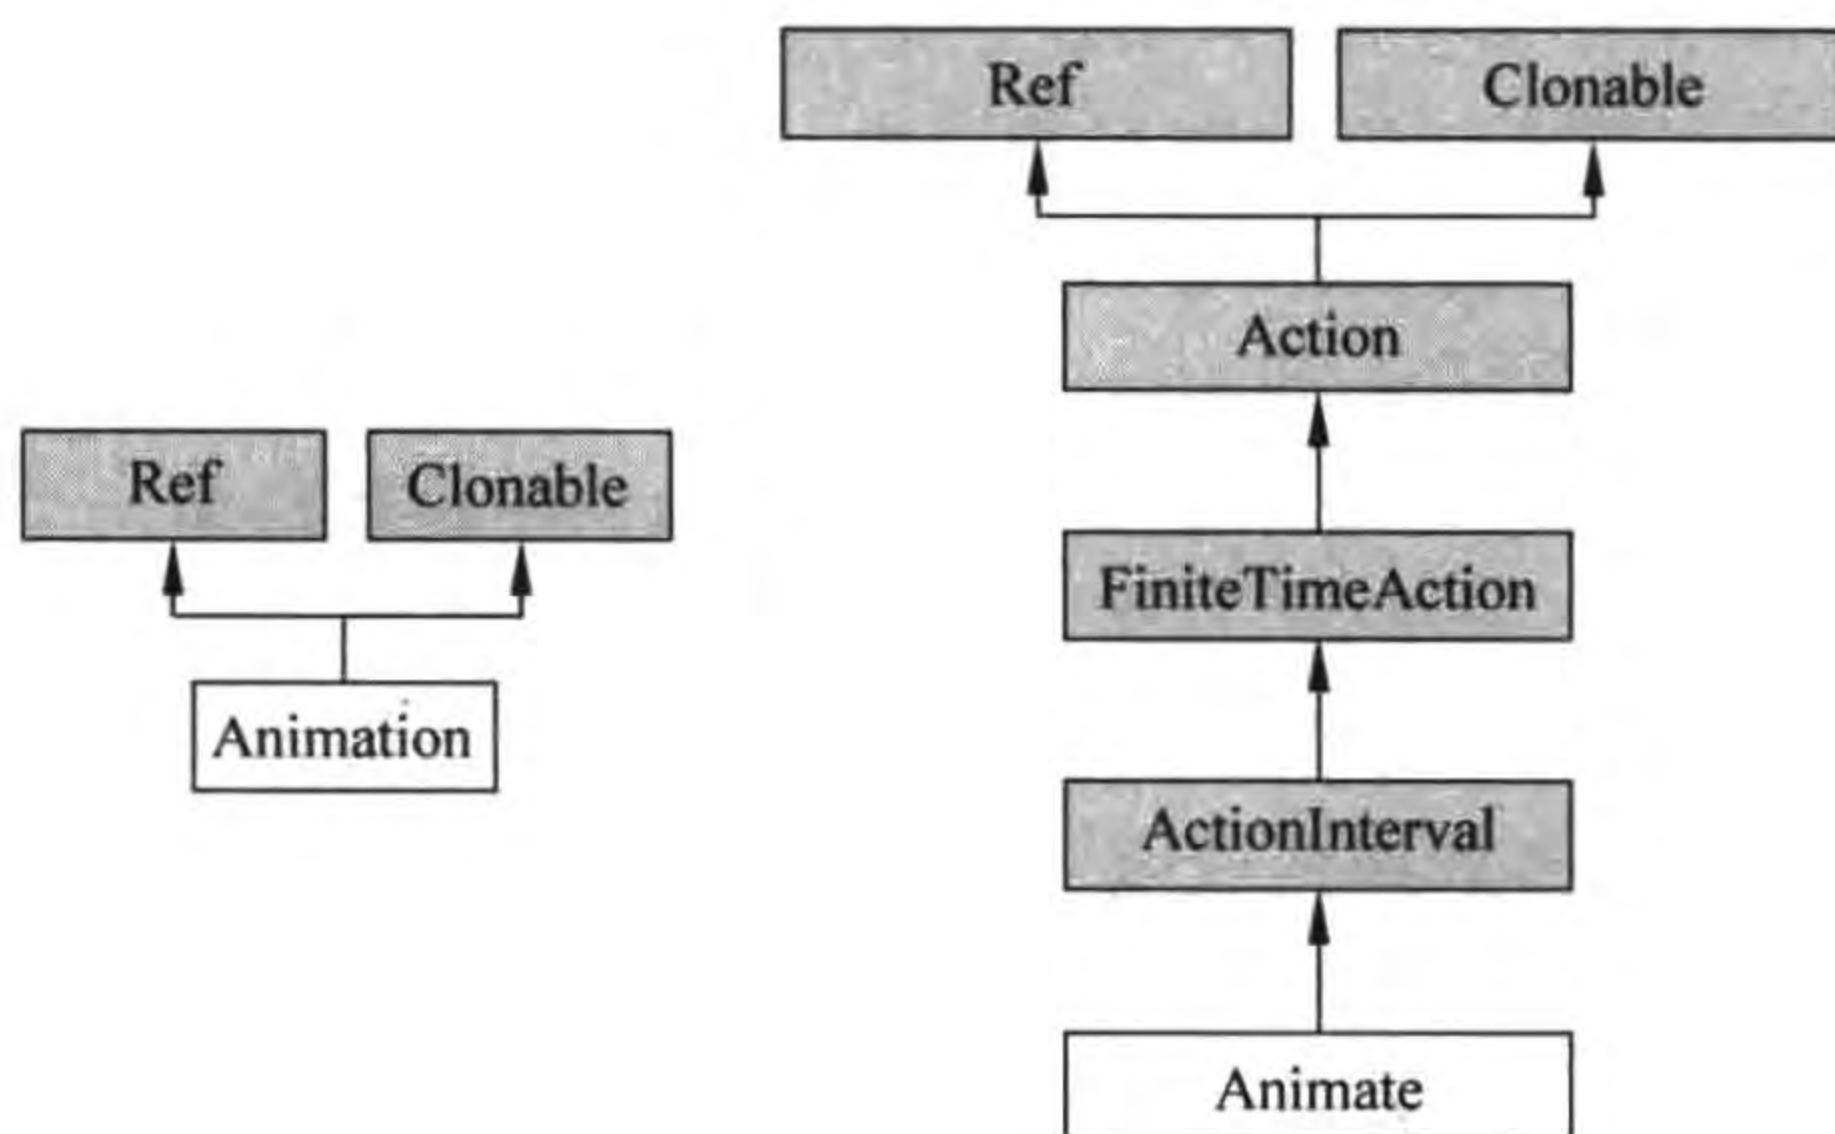 Ref
Clonable
Animation
Ref
Clonable
Action
FiniteTimeAction
ActionInterval
Animate